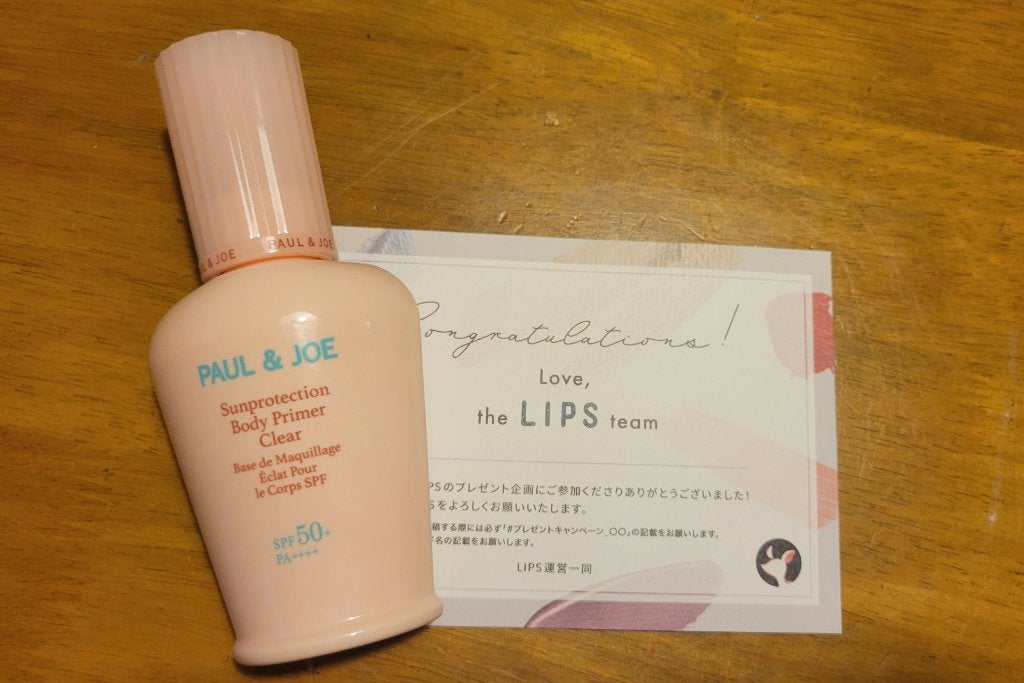 PAUL & JOE
& JOE
PAUL & JOE
Sunprotection
Body Primer
Clear
Base de Maquillage
Éclat Pour
le Corps SPF
SPF50+
PA++++
Congratulations!
Love,
the LIPS team
のプレゼント企画にご参加くださりありがとうございました!
をよろしくお願いいたします。
稿する際には必ず「#プレゼントキャンペーン_〇〇」の記載をお願いします。
名の記載をお願いします。
LIPS運営一同